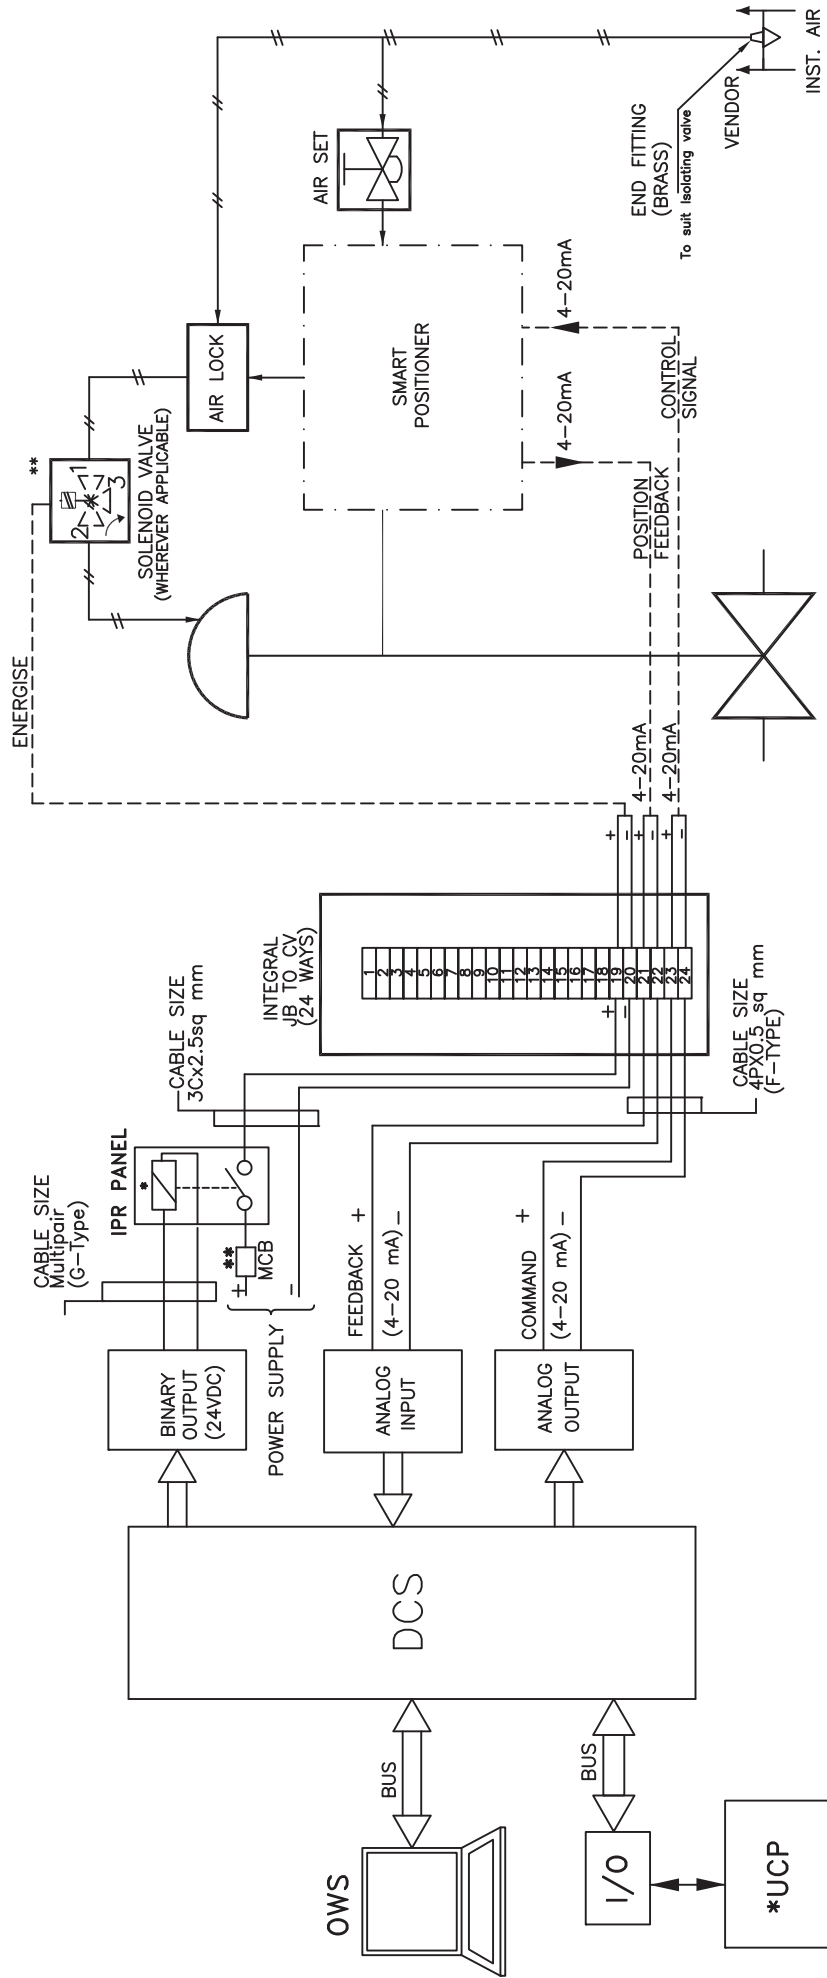 OWS
BUS
I/O
BUS
*UCP
DCS
BINARY
OUTPUT
(24VDC)
ANALOG
INPUT
ANALOG
OUTPUT
CABLE SIZE
Multipair
(G-Type)
IPR PANEL
*
**
MCB
+
-
POWER SUPPLY
FEEDBACK +
(4-20 mA) -
COMMAND +
(4-20 mA) -
CABLE SIZE
3Cx2.5sq mm
INTEGRAL
JB TO CV
(24 WAYS)
1
2
3
4
5
6
7
8
9
10
11
12
13
14
15
16
17
18
19
20
21
22
23
24
+
-
CABLE SIZE
4PX0.5 sq mm
(F-TYPE)
+
-
+
-
+
-
4-20mA
4-20mA
ENERGISE
**
2
1
3
SOLENOID VALVE
(WHEREVER APPLICABLE)
AIR LOCK
SMART
POSITIONER
AIR SET
POSITION
FEEDBACK
4-20mA
CONTROL
SIGNAL
4-20mA
END FITTING
(BRASS)
To suit Isolating valve
VENDOR
INST. AIR